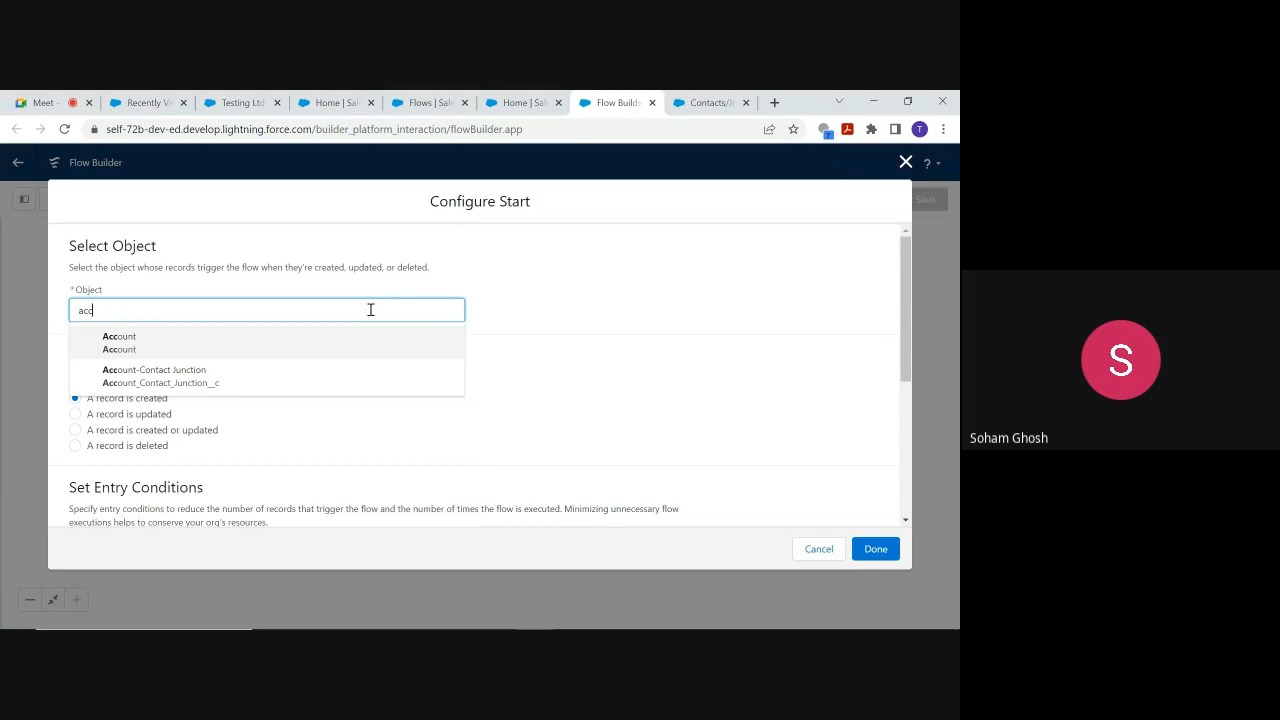 Meet -
Recently Vi
Testing Ltd
Home | Sal
Flows | Sale
Home | Sal
Flow Builde
Contacts/J
self-72b-dev-ed.develop.lightning.force.com/builder_platform_interaction/flowBuilder.app
T
Flow Builder
?
Save
Configure Start
Select Object
Select the object whose records trigger the flow when they're created, updated, or deleted.
*Object
acc
Account
Account
Account-Contact Junction
Account_Contact_Junction__c
A record is created
A record is updated
A record is created or updated
A record is deleted
Set Entry Conditions
Specify entry conditions to reduce the number of records that trigger the flow and the number of times the flow is executed. Minimizing unnecessary flow
executions helps to conserve your org's resources.
Cancel
Done
S
Soham Ghosh